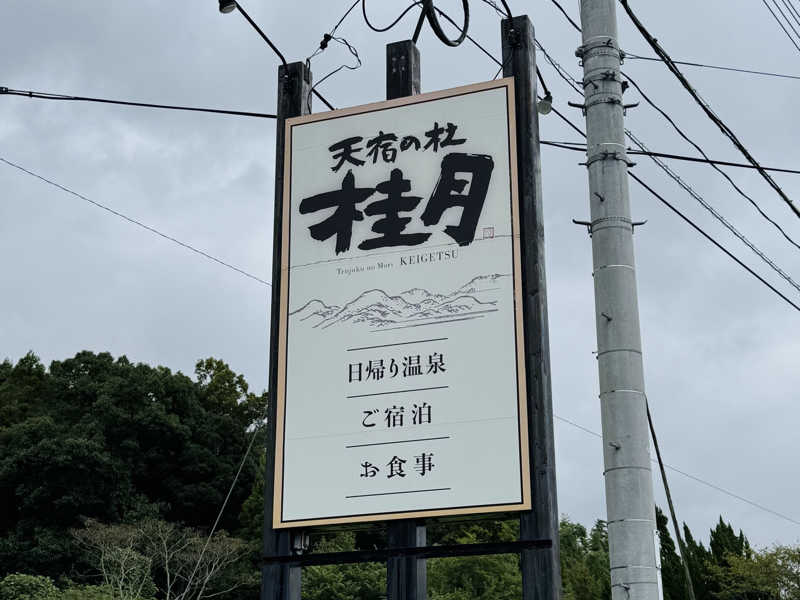 天宿の杜
桂月
Tenjuku no Mori KEIGETSU
日帰り温泉
ご宿泊
お食事